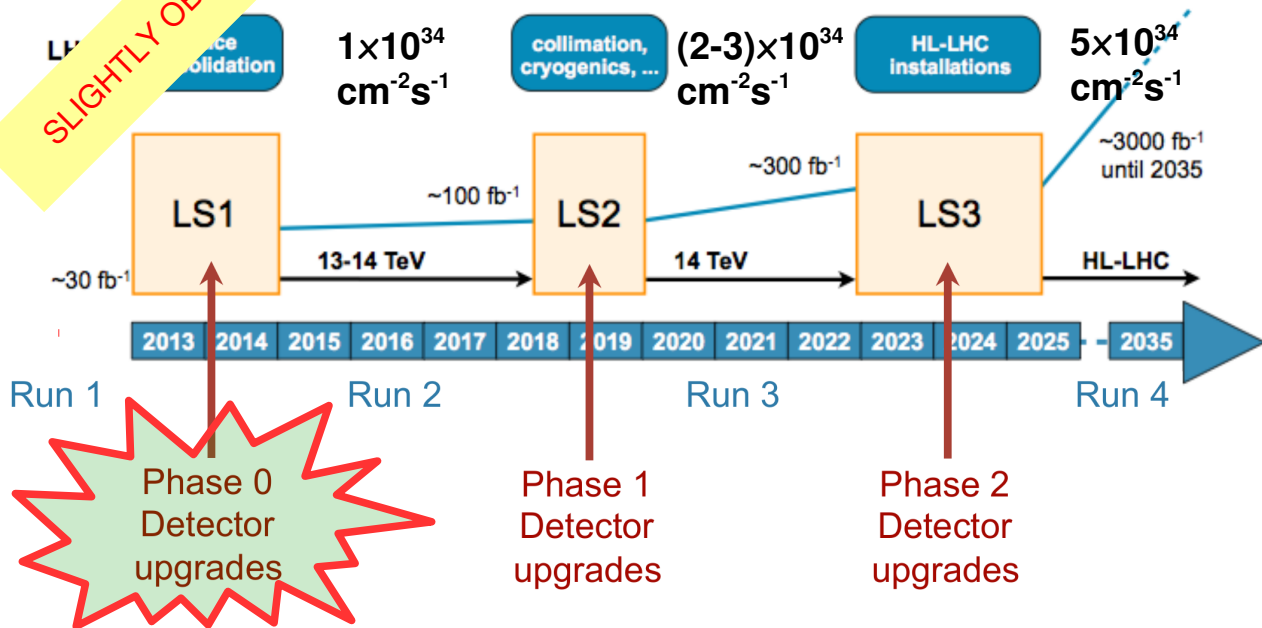 SLIGHTLY
1×10³⁴
cm⁻²s⁻¹
collimation,
cryogenics, ...
(2-3)×10³⁴
cm⁻²s⁻¹
HL-LHC
installations
5×10³⁴
cm⁻²s⁻¹
LS1
~100 fb⁻¹
LS2
~300 fb⁻¹
LS3
~3000 fb⁻¹
until 2035
~30 fb⁻¹
13-14 TeV
14 TeV
HL-LHC
2013 2014 2015 2016 2017 2018 2019 2020 2021 2022 2023 2024 2025 2035
Run 1 Run 2 Run 3 Run 4
Phase 0
Detector
upgrades
Phase 1
Detector
upgrades
Phase 2
Detector
upgrades